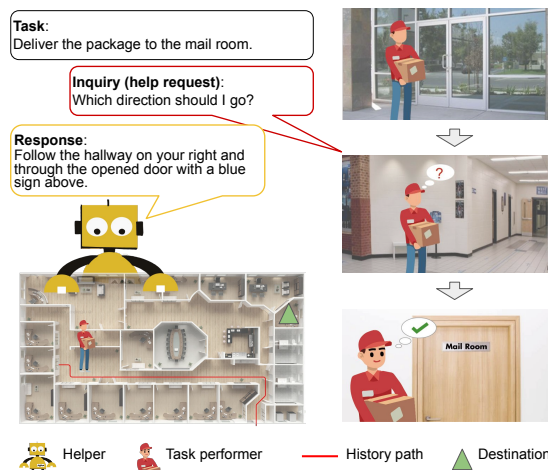 Task:
Deliver the package to the mail room.
Inquiry (help request):
Which direction should I go?
Response:
Follow the hallway on your right and
through the opened door with a blue
sign above.
?
Mail Room
Helper
Task performer
History path
Destination